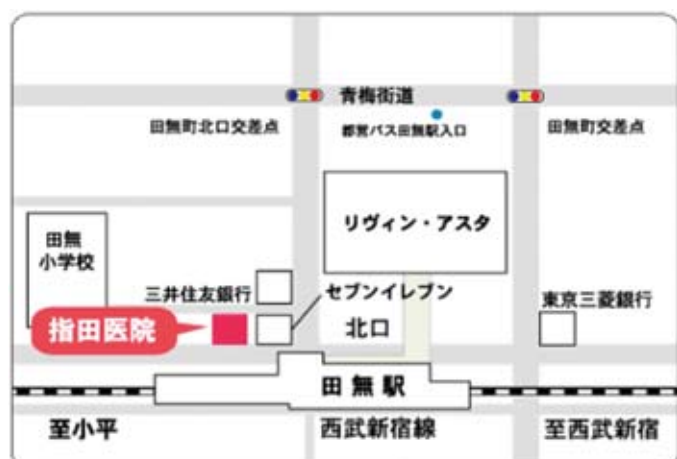 青梅街道
田無町北口交差点
都営バス田無駅入口
田無町交差点
リヴィン・アスタ
田無
小学校
三井住友銀行
セブンイレブン
東京三菱銀行
指田医院
北口
田無駅
至小平
西武新宿線
至西武新宿